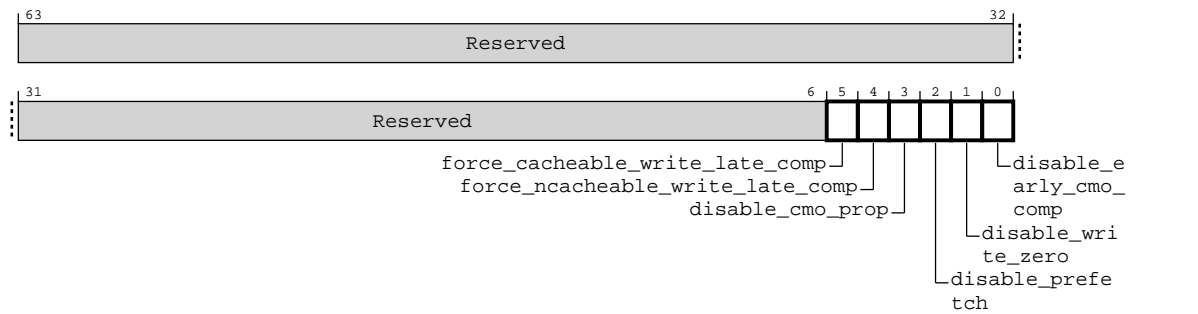 63 32
Reserved
31 6 5 4 3 2 1 0
Reserved
force_cacheable_write_late_comp
disable_e
arly_cmo_
comp
force_ncacheable_write_late_comp
disable_cmo_prop
disable_wri
te_zero
disable_prefe
tch